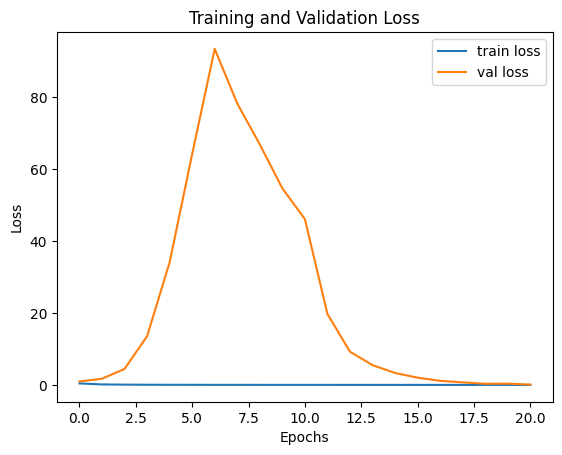 Training and Validation Loss
train loss
val loss
80
60
40
20
0
Loss
0.0 2.5 5.0 7.5 10.0 12.5 15.0 17.5 20.0
Epochs